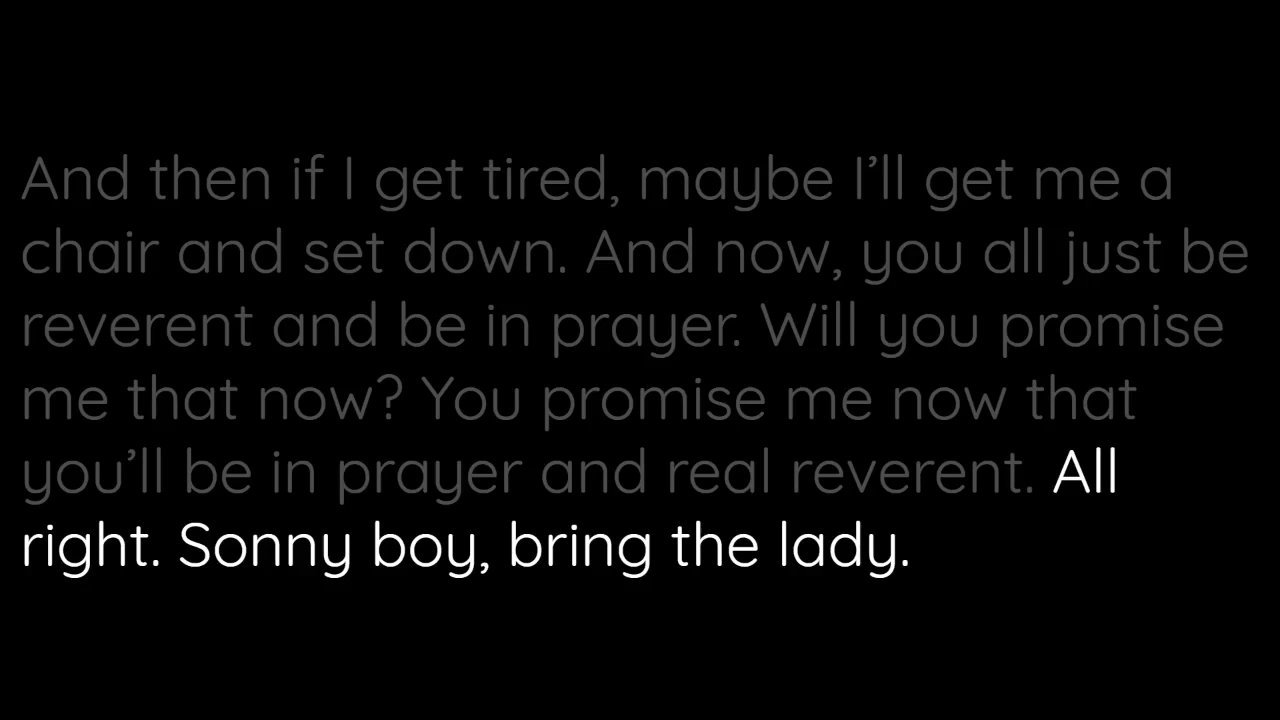 And then if I get tired, maybe I’ll get me a
chair and set down. And now, you all just be
reverent and be in prayer. Will you promise
me that now? You promise me now that
you’ll be in prayer and real reverent. All
right. Sonny boy, bring the lady.